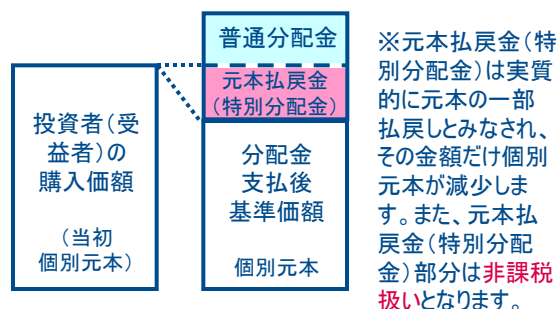 普通分配金
元本払戻金
(特別分配金)
投資者(受
益者)の
購入価額
(当初
個別元本)
分配金
支払後
基準価額
個別元本
※元本払戻金(特
別分配金)は実質
的に元本の一部
払戻しとみなされ、
その金額だけ個別
元本が減少しま
す。また、元本払
戻金(特別分配
金)部分は非課税
扱いとなります。